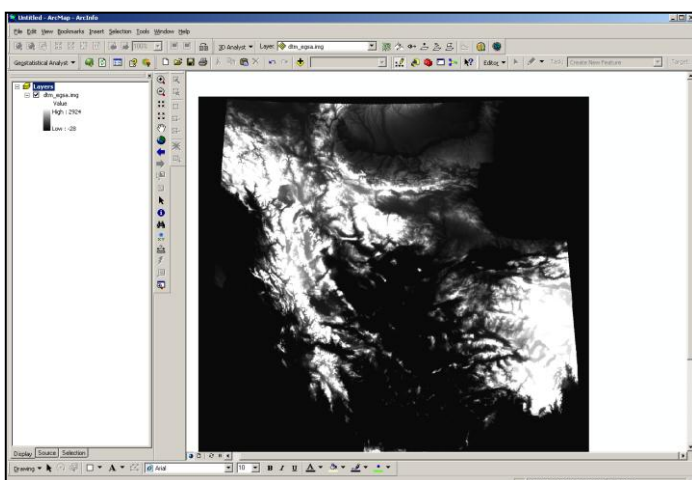 Untitled - ArcMap - ArcInfo
File Edit View Bookmarks Insert Selection Tools Window Help
100%
3D Analyst Layer: dtm_egsa.img
Geostatistical Analyst
Editor Task: Create New Feature Target:
Layers
dtm_egsa.img
Value
High : 2924
Low : -28
Display Source Selection
Drawing A Arial 10 B I U A